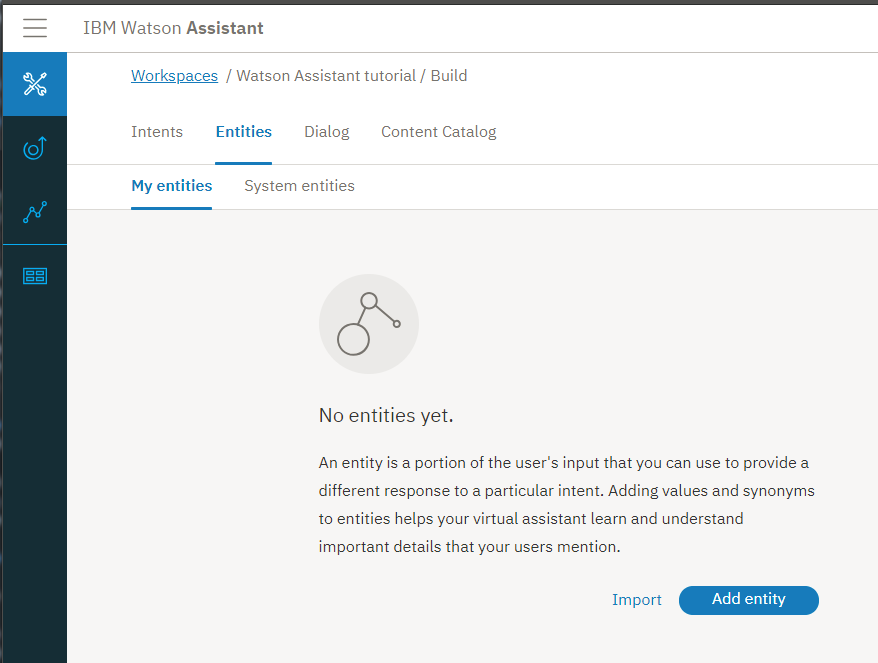 IBM Watson Assistant
Workspaces / Watson Assistant tutorial / Build
Intents Entities Dialog Content Catalog
My entities System entities
No entities yet.
An entity is a portion of the user's input that you can use to provide a
different response to a particular intent. Adding values and synonyms
to entities helps your virtual assistant learn and understand
important details that your users mention.
Import Add entity